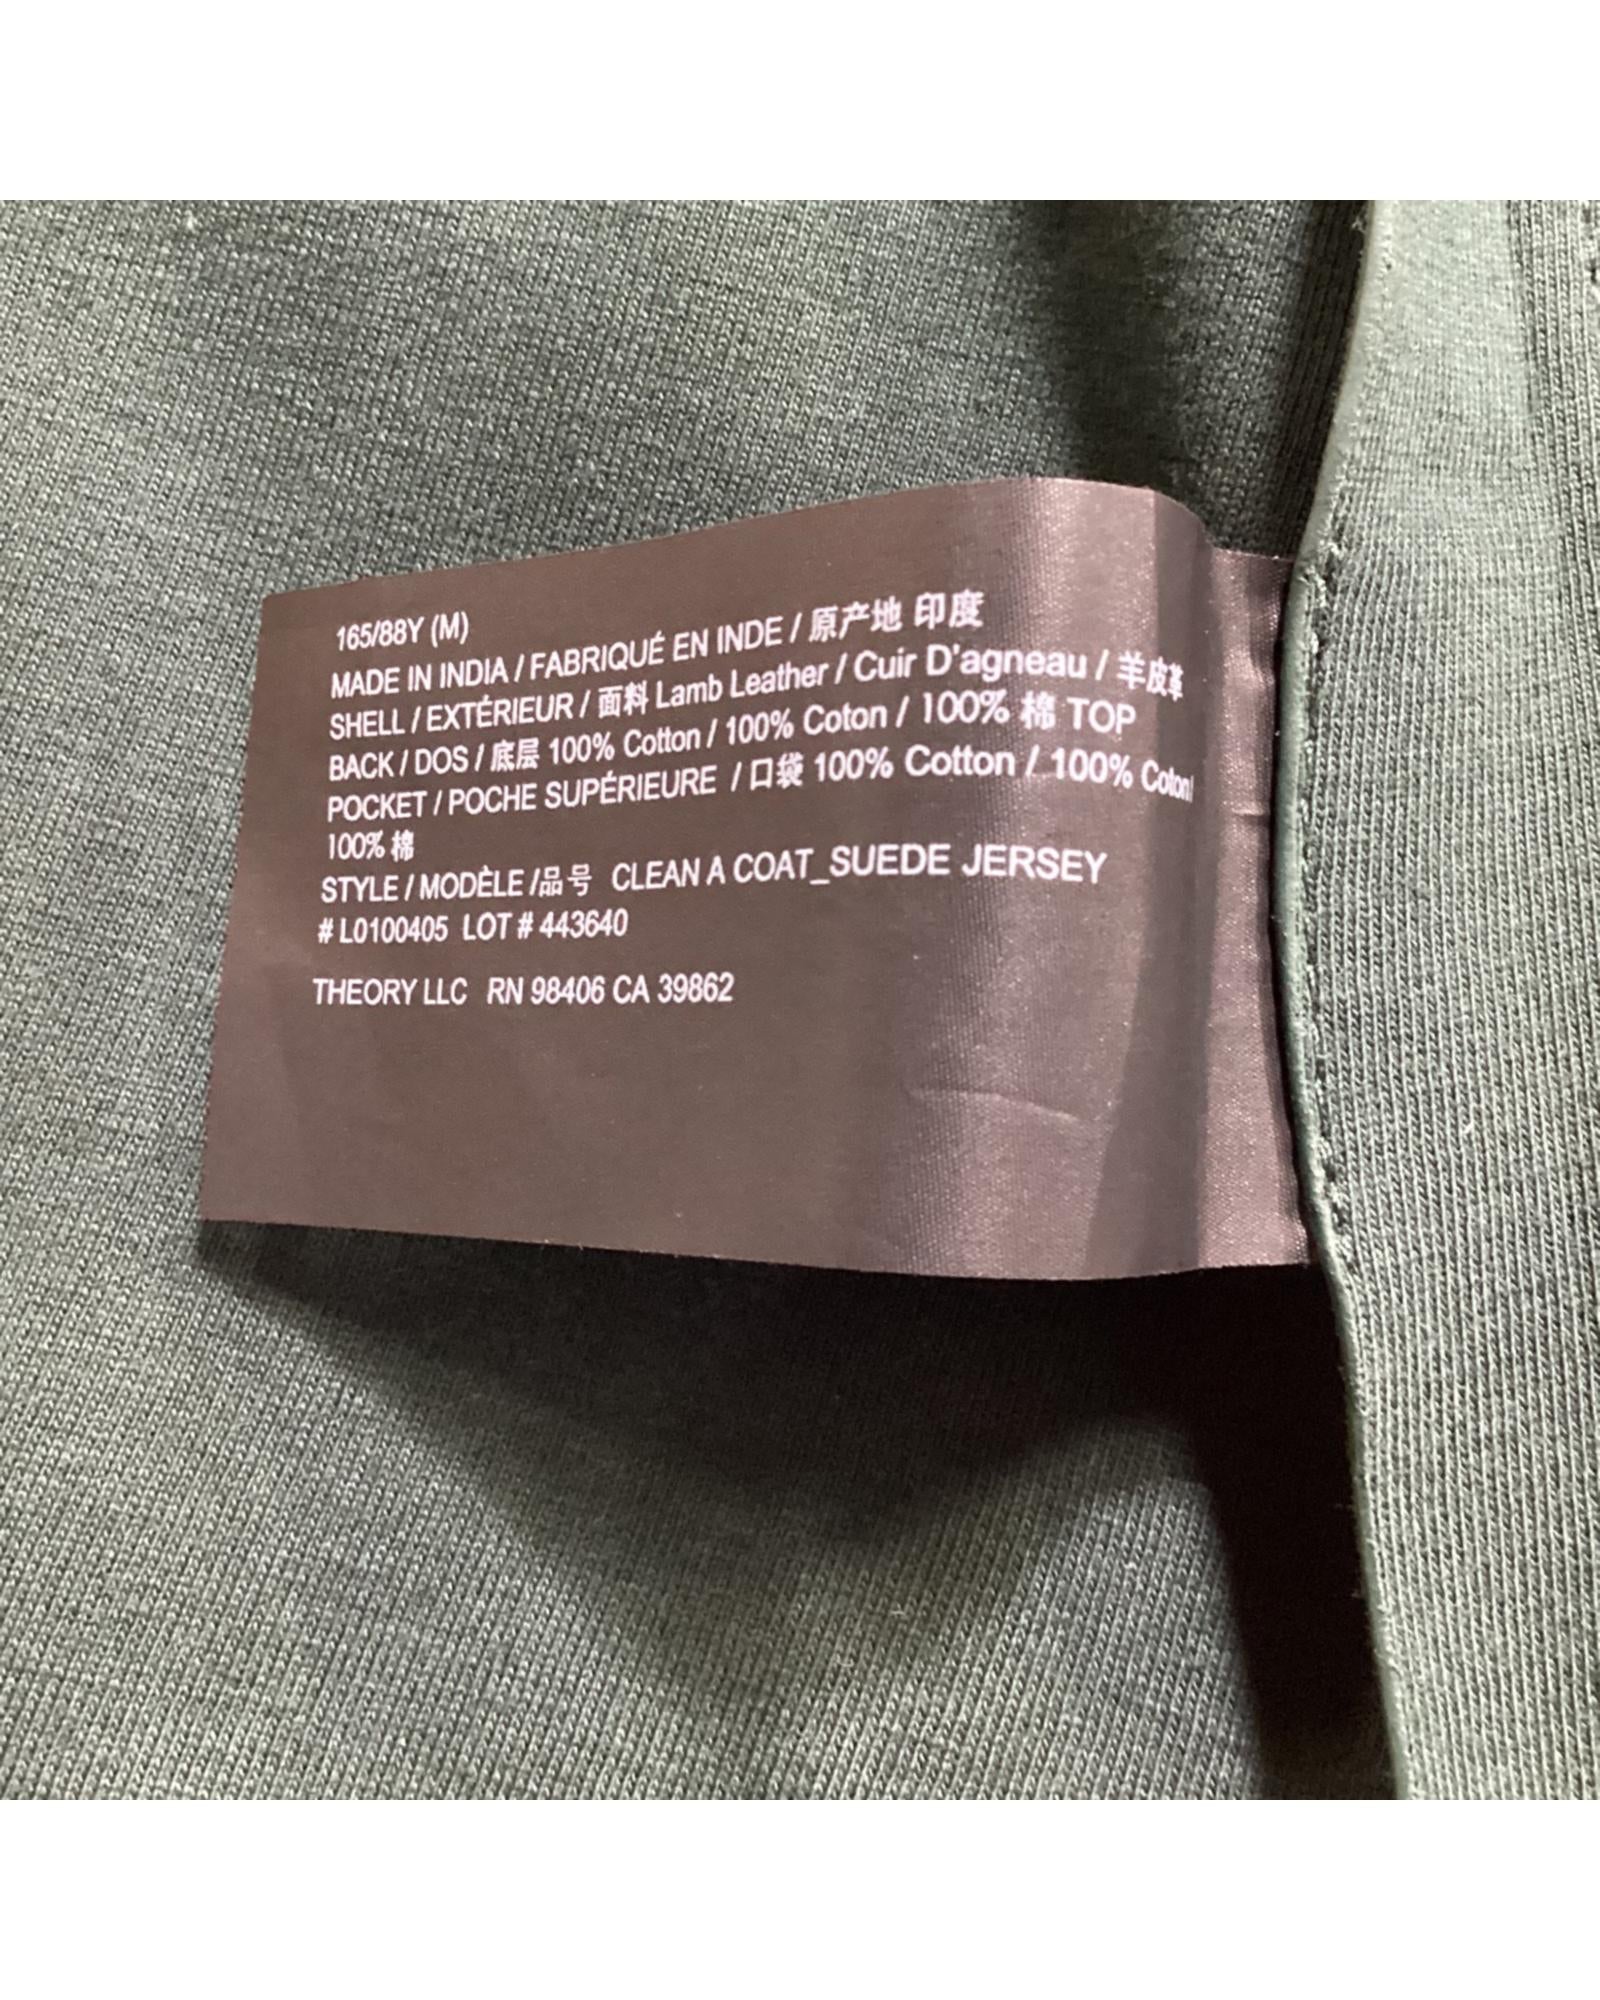 165/88Y (M)
MADE IN INDIA / FABRIQUÉ EN INDE / 原产地 印度
SHELL / EXTÉRIEUR / 面料 Lamb Leather / Cuir D'agneau / 羊皮革
BACK / DOS / 底层 100% Cotton / 100% Coton / 100% 棉 TOP
POCKET / POCHE SUPÉRIEURE / 口袋 100% Cotton / 100% Coton/
100% 棉
STYLE / MODÈLE /品号 CLEAN A COAT_SUEDE JERSEY
# L0100405 LOT # 443640
THEORY LLC RN 98406 CA 39862